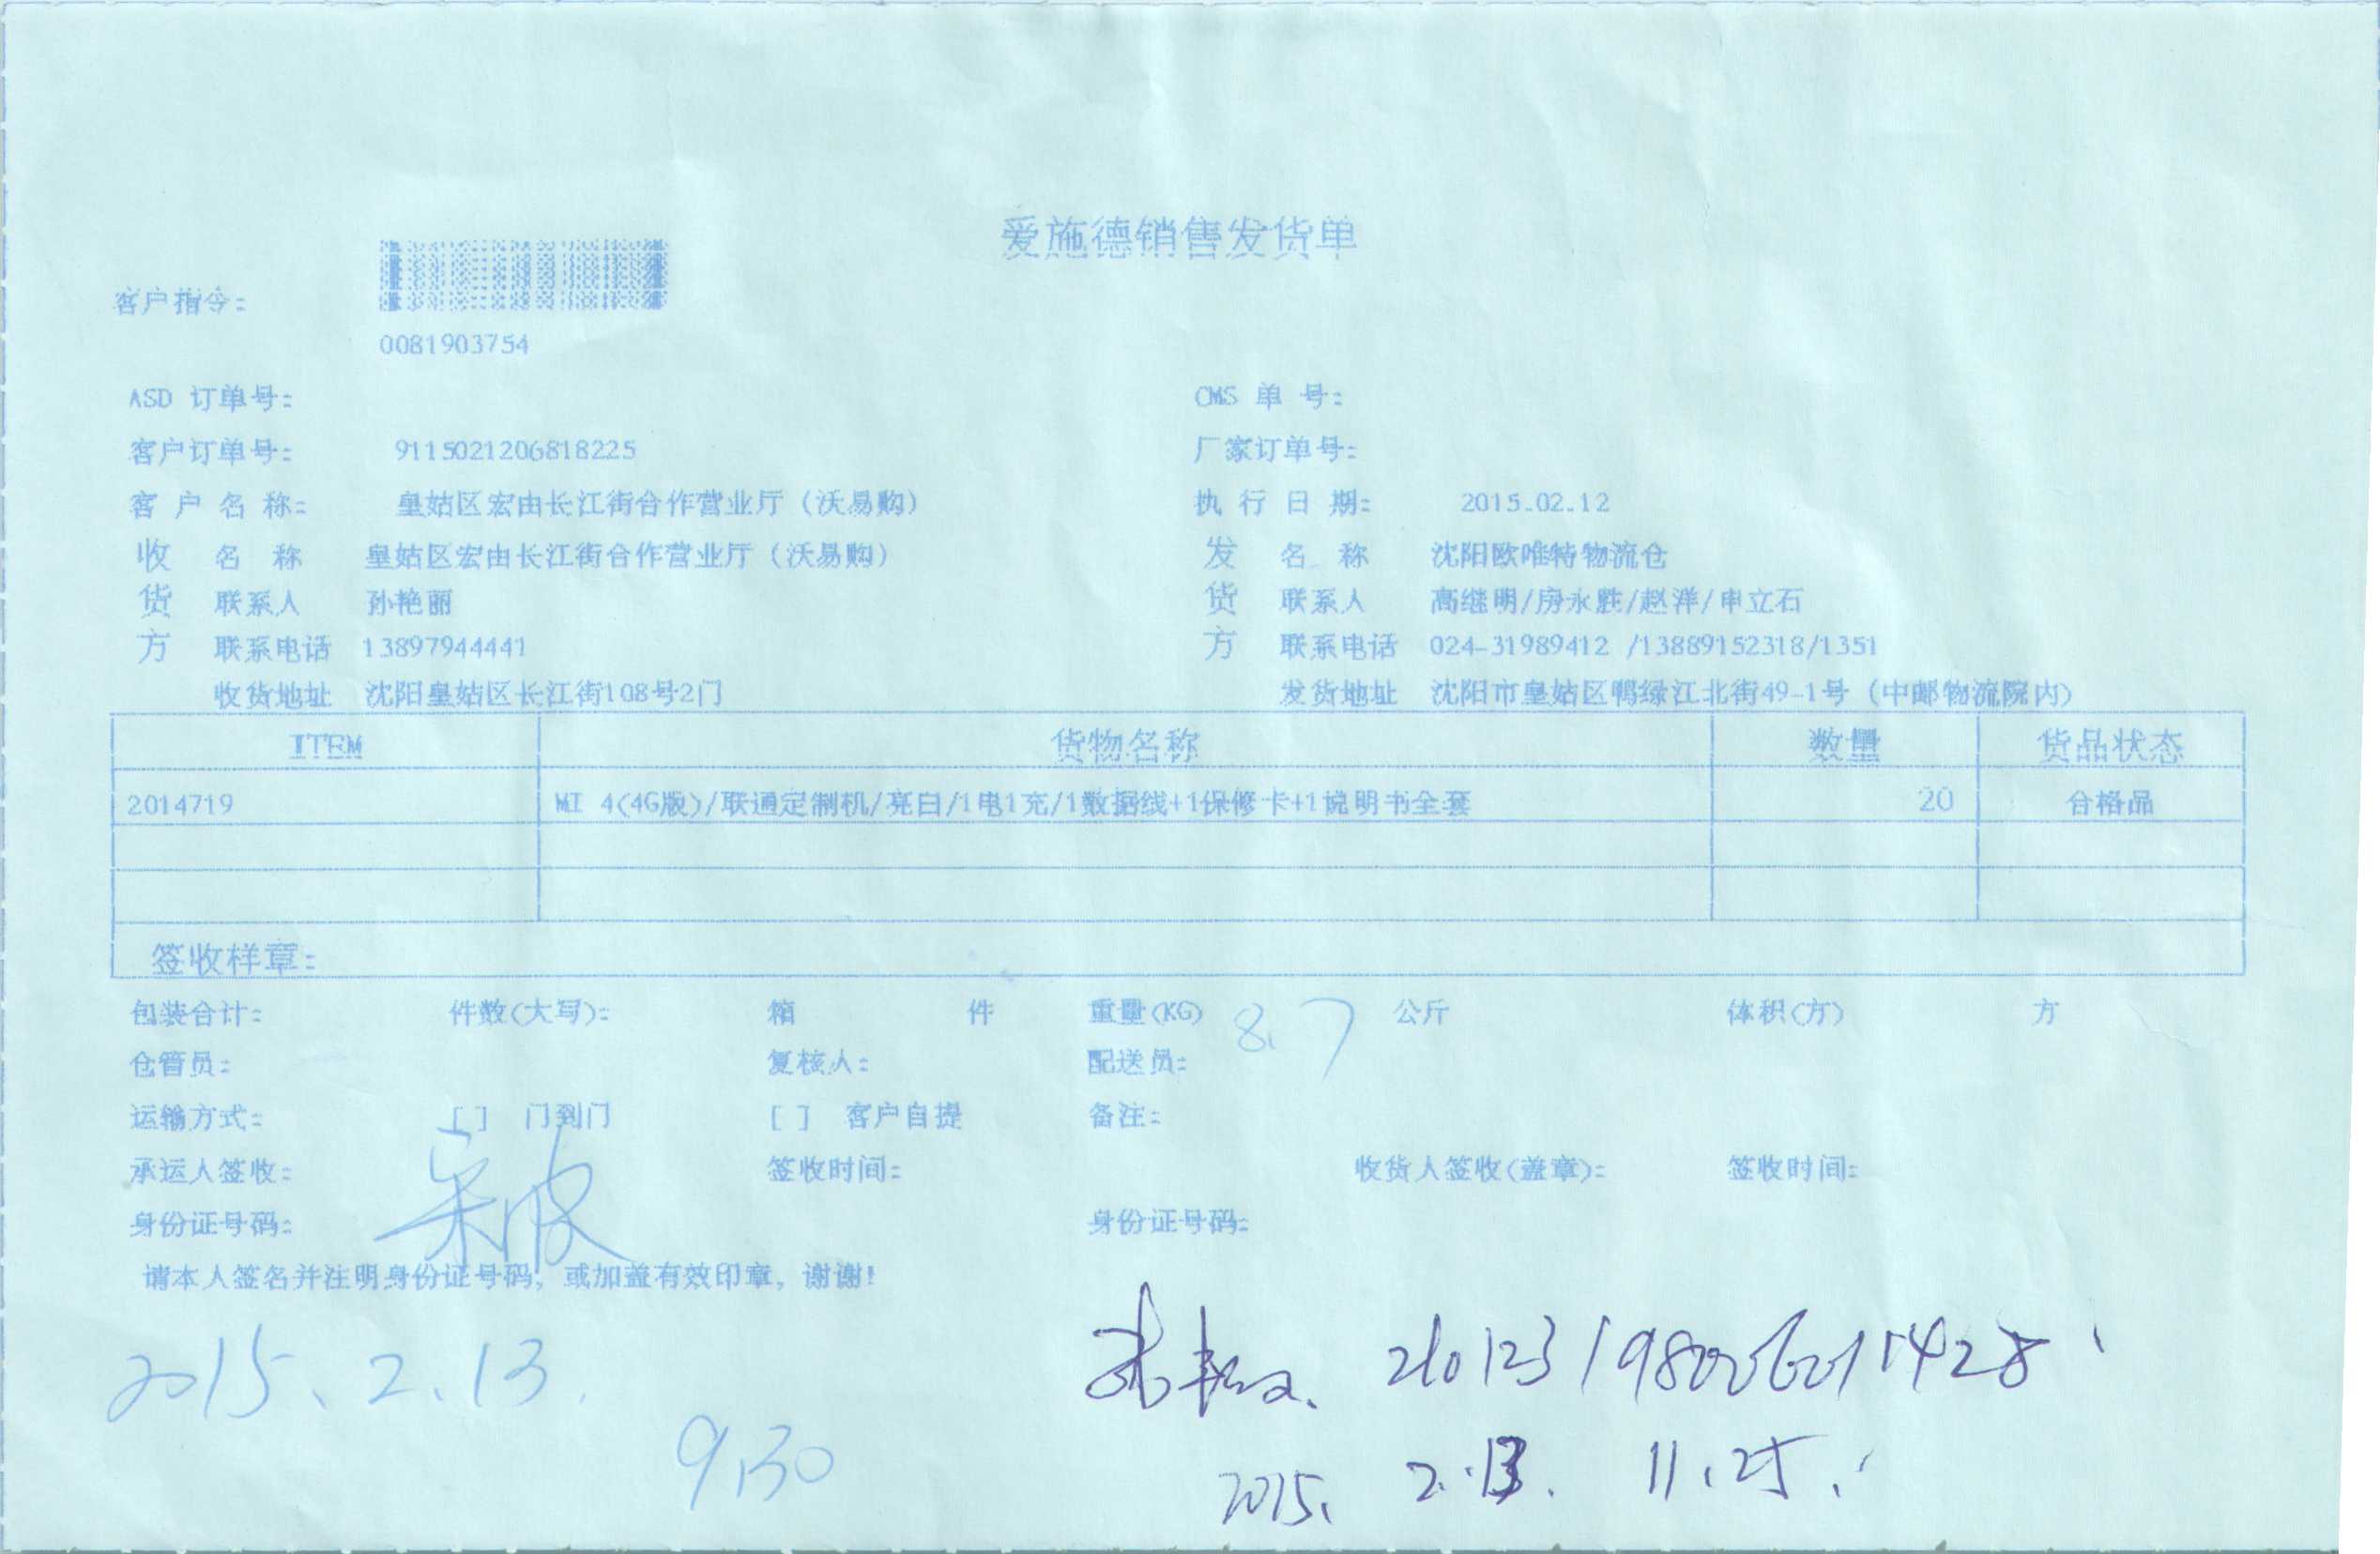 爱施德销售发货单
客户指令:
0081903754
ASD 订单号: CMS 单 号:
客户订单号: 9115021206818225 厂家订单号:
客 户 名 称: 皇姑区宏由长江街合作营业厅（沃易购） 执 行 日 期: 2015.02.12
收 名 称 皇姑区宏由长江街合作营业厅（沃易购） 发 名 称 沈阳欧唯特物流仓
货 联系人 孙艳丽 货 联系人 高继明/房永胜/赵洋/申立石
方 联系电话 13897944441 方 联系电话 024-31989412 /13889152318/1351
收货地址 沈阳皇姑区长江街108号2门 发货地址 沈阳市皇姑区鸭绿江北街49-1号（中邮物流院内）
ITEM 货物名称 数量 货品状态
2014719 MI 4(4G版)/联通定制机/亮白/1电1充/1数据线+1保修卡+1说明书全套 20 合格品
签收样章:
包装合计: 件数(大写): 箱 件 重量(KG) 8.7 公斤 体积(方) 方
仓管员: 复核人: 配送员:
运输方式: [ ] 门到门 [ ] 客户自提 备注:
承运人签收: 签收时间: 收货人签收(盖章): 签收时间:
身份证号码: 身份证号码:
请本人签名并注明身份证号码，或加盖有效印章，谢谢!
2015、2.13.
9:30
2015. 2.13. 11.25.